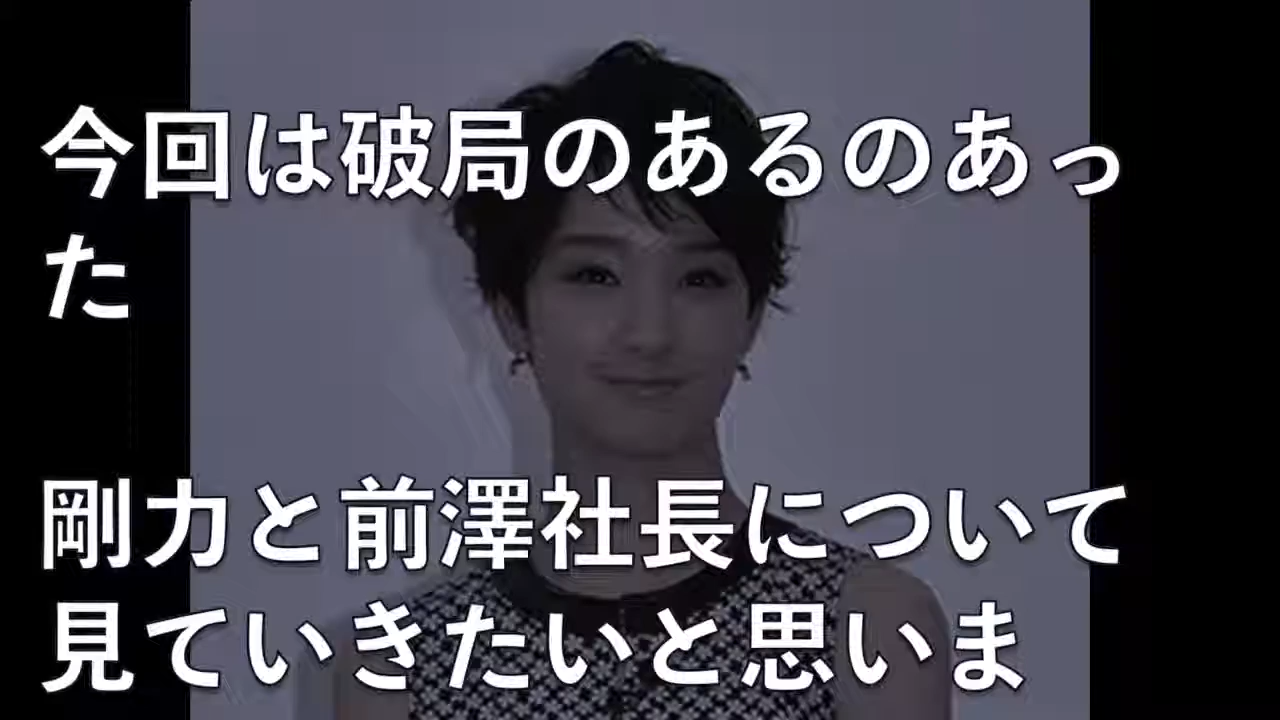 今回は破局のあるのあっ
た
剛力と前澤社長について
見ていきたいと思いま